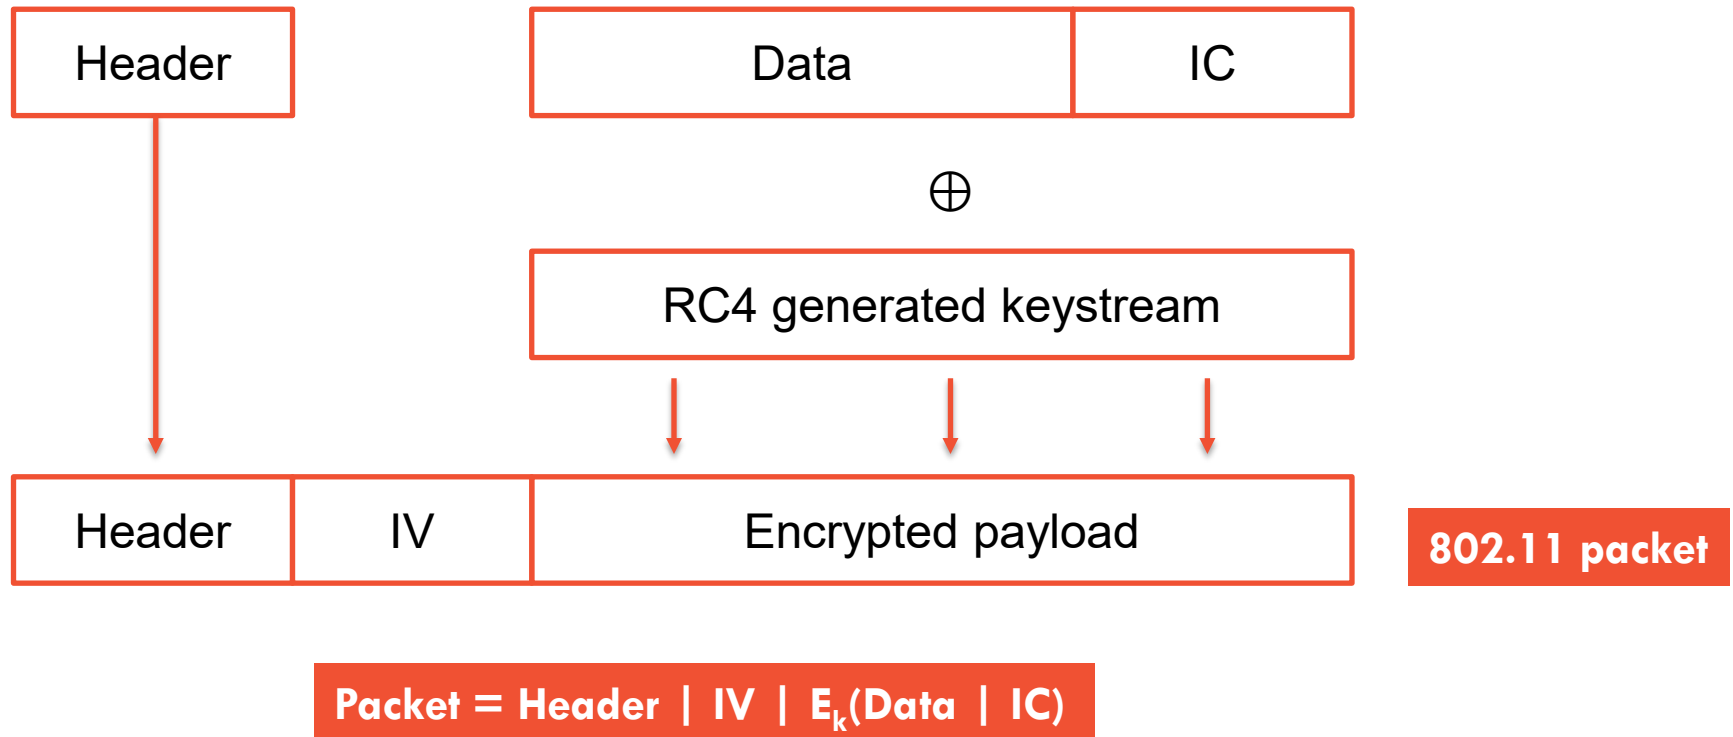 Header
Data
IC
⊕
RC4 generated keystream
Header
IV
Encrypted payload
802.11 packet
Packet = Header | IV | Ek(Data | IC)